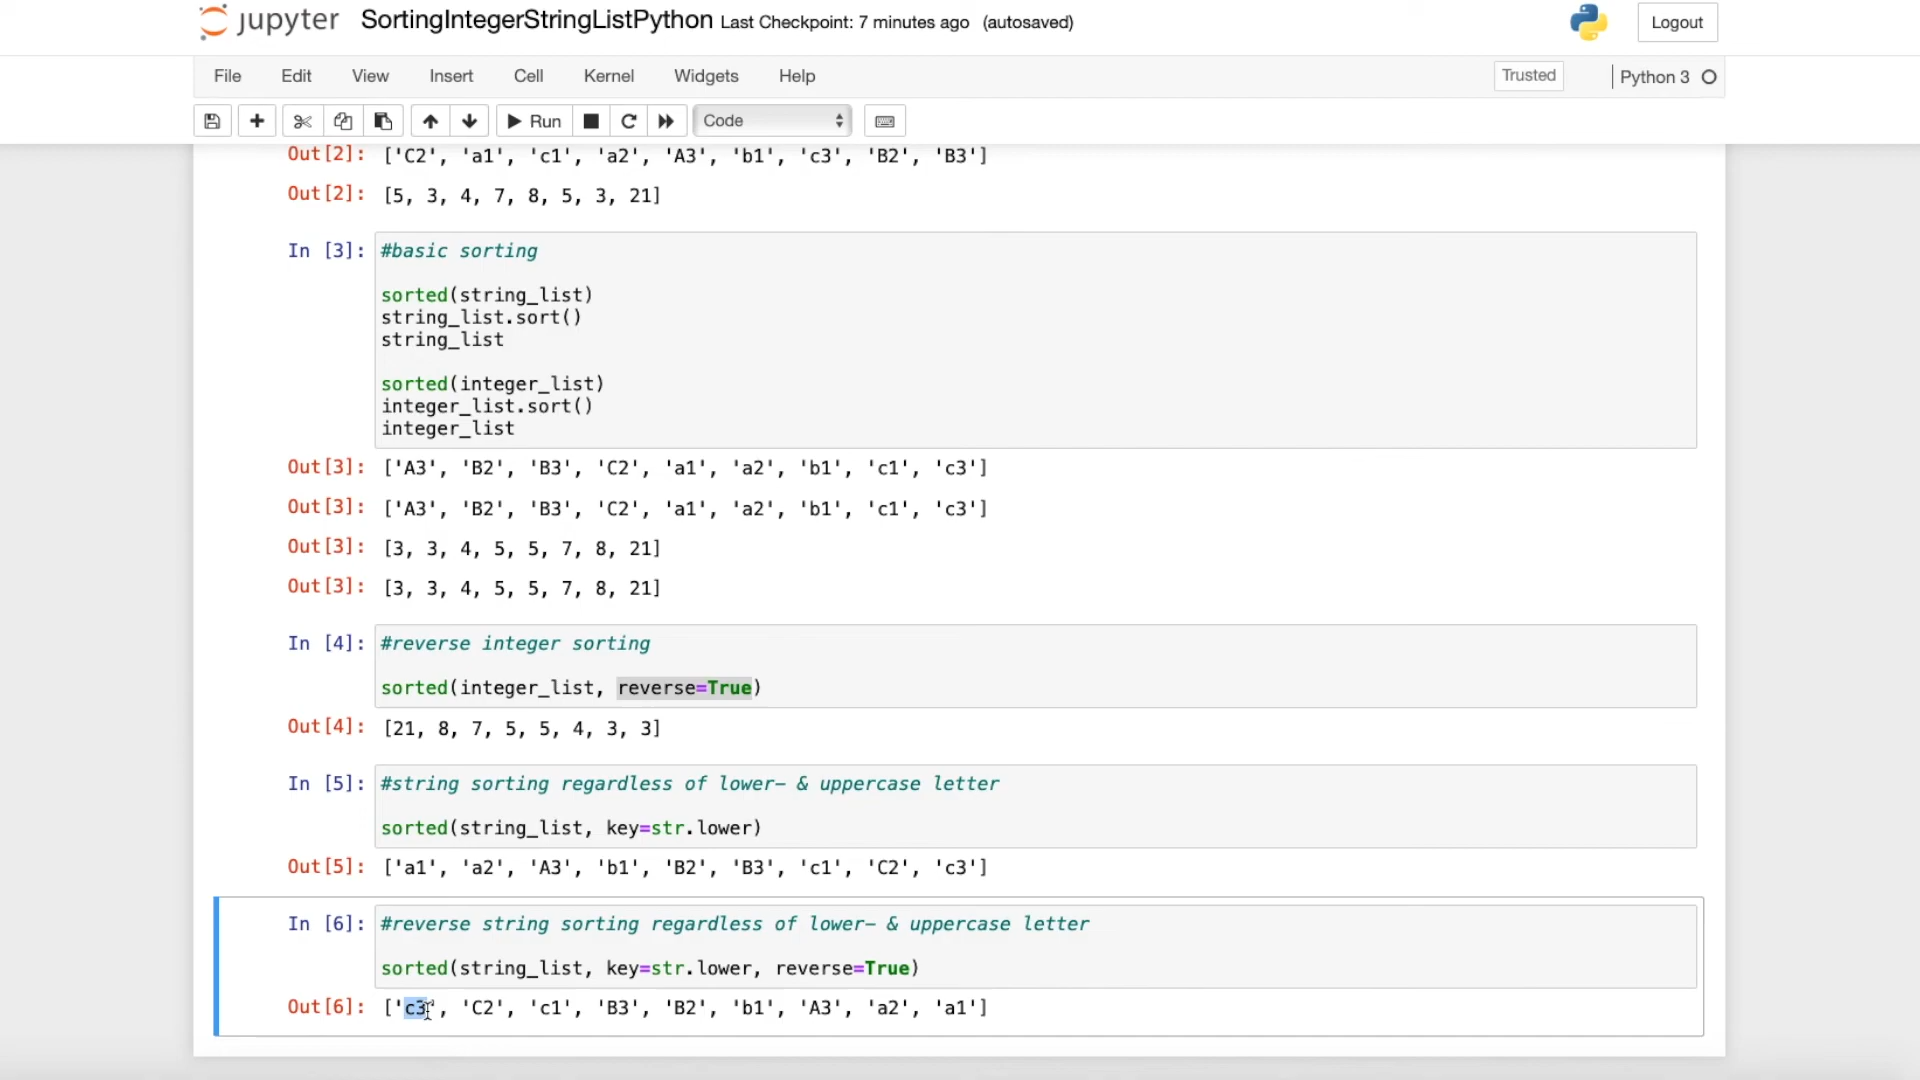 jupyter SortingIntegerStringListPython Last Checkpoint: 7 minutes ago (autosaved) Logout
File Edit View Insert Cell Kernel Widgets Help Trusted Python 3
Run Code
Out[2]: ['C2', 'a1', 'c1', 'a2', 'A3', 'b1', 'c3', 'B2', 'B3']
Out[2]: [5, 3, 4, 7, 8, 5, 3, 21]
In [3]: #basic sorting
sorted(string_list)
string_list.sort()
string_list
sorted(integer_list)
integer_list.sort()
integer_list
Out[3]: ['A3', 'B2', 'B3', 'C2', 'a1', 'a2', 'b1', 'c1', 'c3']
Out[3]: ['A3', 'B2', 'B3', 'C2', 'a1', 'a2', 'b1', 'c1', 'c3']
Out[3]: [3, 3, 4, 5, 5, 7, 8, 21]
Out[3]: [3, 3, 4, 5, 5, 7, 8, 21]
In [4]: #reverse integer sorting
sorted(integer_list, reverse=True)
Out[4]: [21, 8, 7, 5, 5, 4, 3, 3]
In [5]: #string sorting regardless of lower- & uppercase letter
sorted(string_list, key=str.lower)
Out[5]: ['a1', 'a2', 'A3', 'b1', 'B2', 'B3', 'c1', 'C2', 'c3']
In [6]: #reverse string sorting regardless of lower- & uppercase letter
sorted(string_list, key=str.lower, reverse=True)
Out[6]: ['c3', 'C2', 'c1', 'B3', 'B2', 'b1', 'A3', 'a2', 'a1']